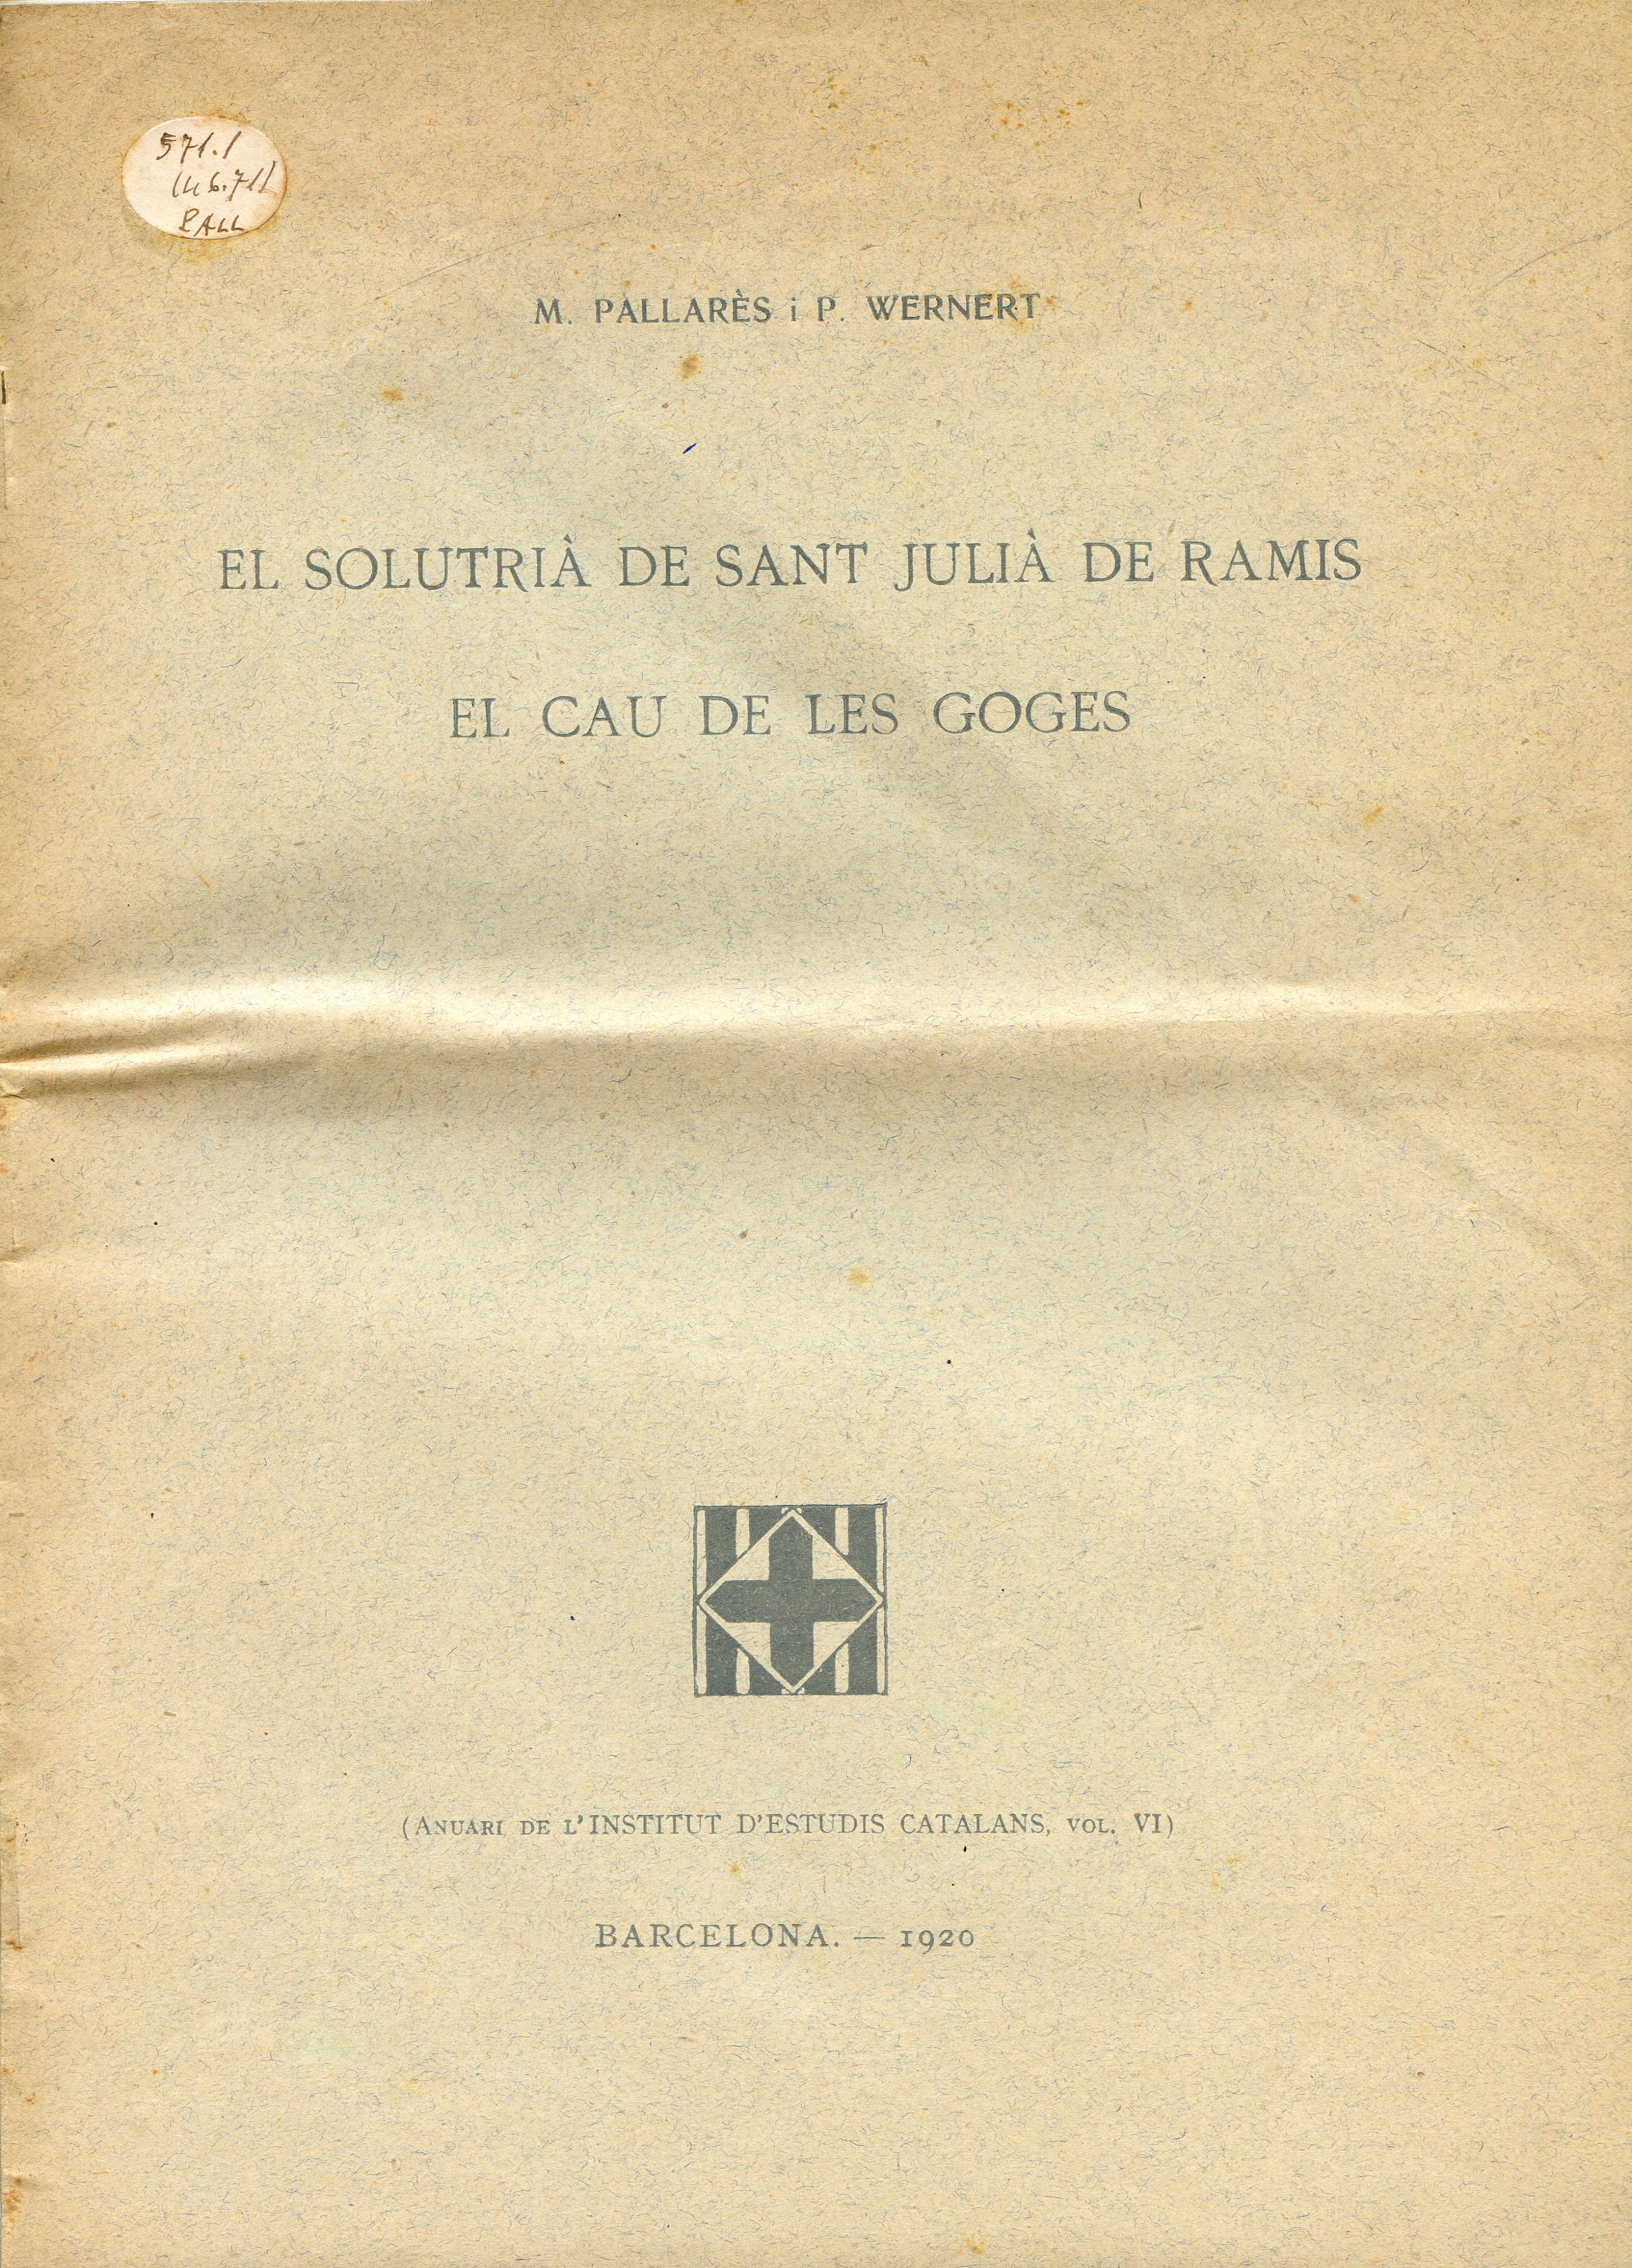 571.1
(46.71)
PALL
M. PALLARÈS i P. WERNERT
EL SOLUTRIÀ DE SANT JULIÀ DE RAMIS
EL CAU DE LES GOGES
(ANUARI DE L'INSTITUT D'ESTUDIS CATALANS, VOL. VI)
BARCELONA. — 1920